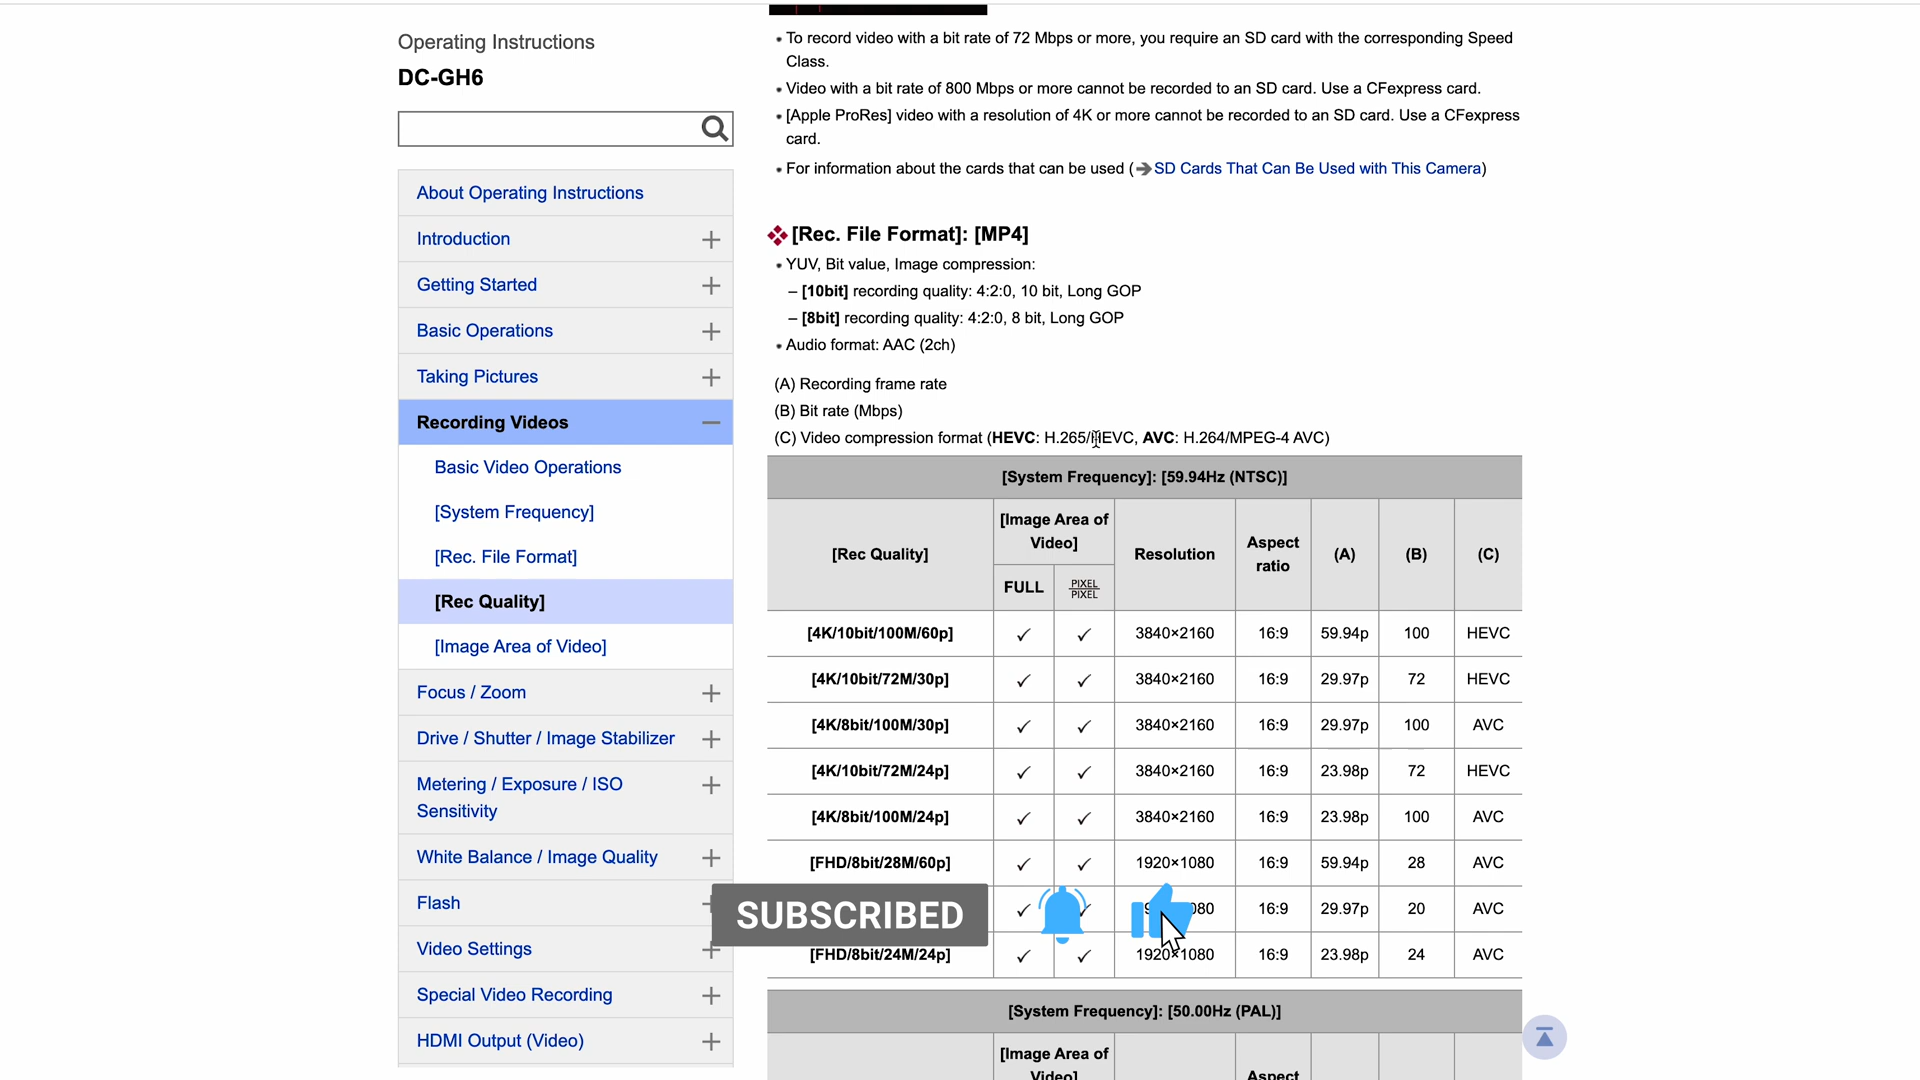 Operating Instructions
DC-GH6
About Operating Instructions
Introduction
Getting Started
Basic Operations
Taking Pictures
Recording Videos
Basic Video Operations
[System Frequency]
[Rec. File Format]
[Rec Quality]
[Image Area of Video]
Focus / Zoom
Drive / Shutter / Image Stabilizer
Metering / Exposure / ISO
Sensitivity
White Balance / Image Quality
Flash
Video Settings
Special Video Recording
HDMI Output (Video)
• To record video with a bit rate of 72 Mbps or more, you require an SD card with the corresponding Speed
Class.
• Video with a bit rate of 800 Mbps or more cannot be recorded to an SD card. Use a CFexpress card.
• [Apple ProRes] video with a resolution of 4K or more cannot be recorded to an SD card. Use a CFexpress
card.
• For information about the cards that can be used (SD Cards That Can Be Used with This Camera)
[Rec. File Format]: [MP4]
• YUV, Bit value, Image compression:
– [10bit] recording quality: 4:2:0, 10 bit, Long GOP
– [8bit] recording quality: 4:2:0, 8 bit, Long GOP
• Audio format: AAC (2ch)
(A) Recording frame rate
(B) Bit rate (Mbps)
(C) Video compression format (HEVC: H.265/HEVC, AVC: H.264/MPEG-4 AVC)
[System Frequency]: [59.94Hz (NTSC)]
[Rec Quality] [Image Area of Video] Resolution Aspect ratio (A) (B) (C)
FULL PIXEL PIXEL
[4K/10bit/100M/60p] ✓ ✓ 3840×2160 16:9 59.94p 100 HEVC
[4K/10bit/72M/30p] ✓ ✓ 3840×2160 16:9 29.97p 72 HEVC
[4K/8bit/100M/30p] ✓ ✓ 3840×2160 16:9 29.97p 100 AVC
[4K/10bit/72M/24p] ✓ ✓ 3840×2160 16:9 23.98p 72 HEVC
[4K/8bit/100M/24p] ✓ ✓ 3840×2160 16:9 23.98p 100 AVC
[FHD/8bit/28M/60p] ✓ ✓ 1920×1080 16:9 59.94p 28 AVC
SUBSCRIBED ✓ ✓ 16:9 29.97p 20 AVC
[FHD/8bit/24M/24p] ✓ ✓ 1920×1080 16:9 23.98p 24 AVC
[System Frequency]: [50.00Hz (PAL)]
[Image Area of
Video] Aspect